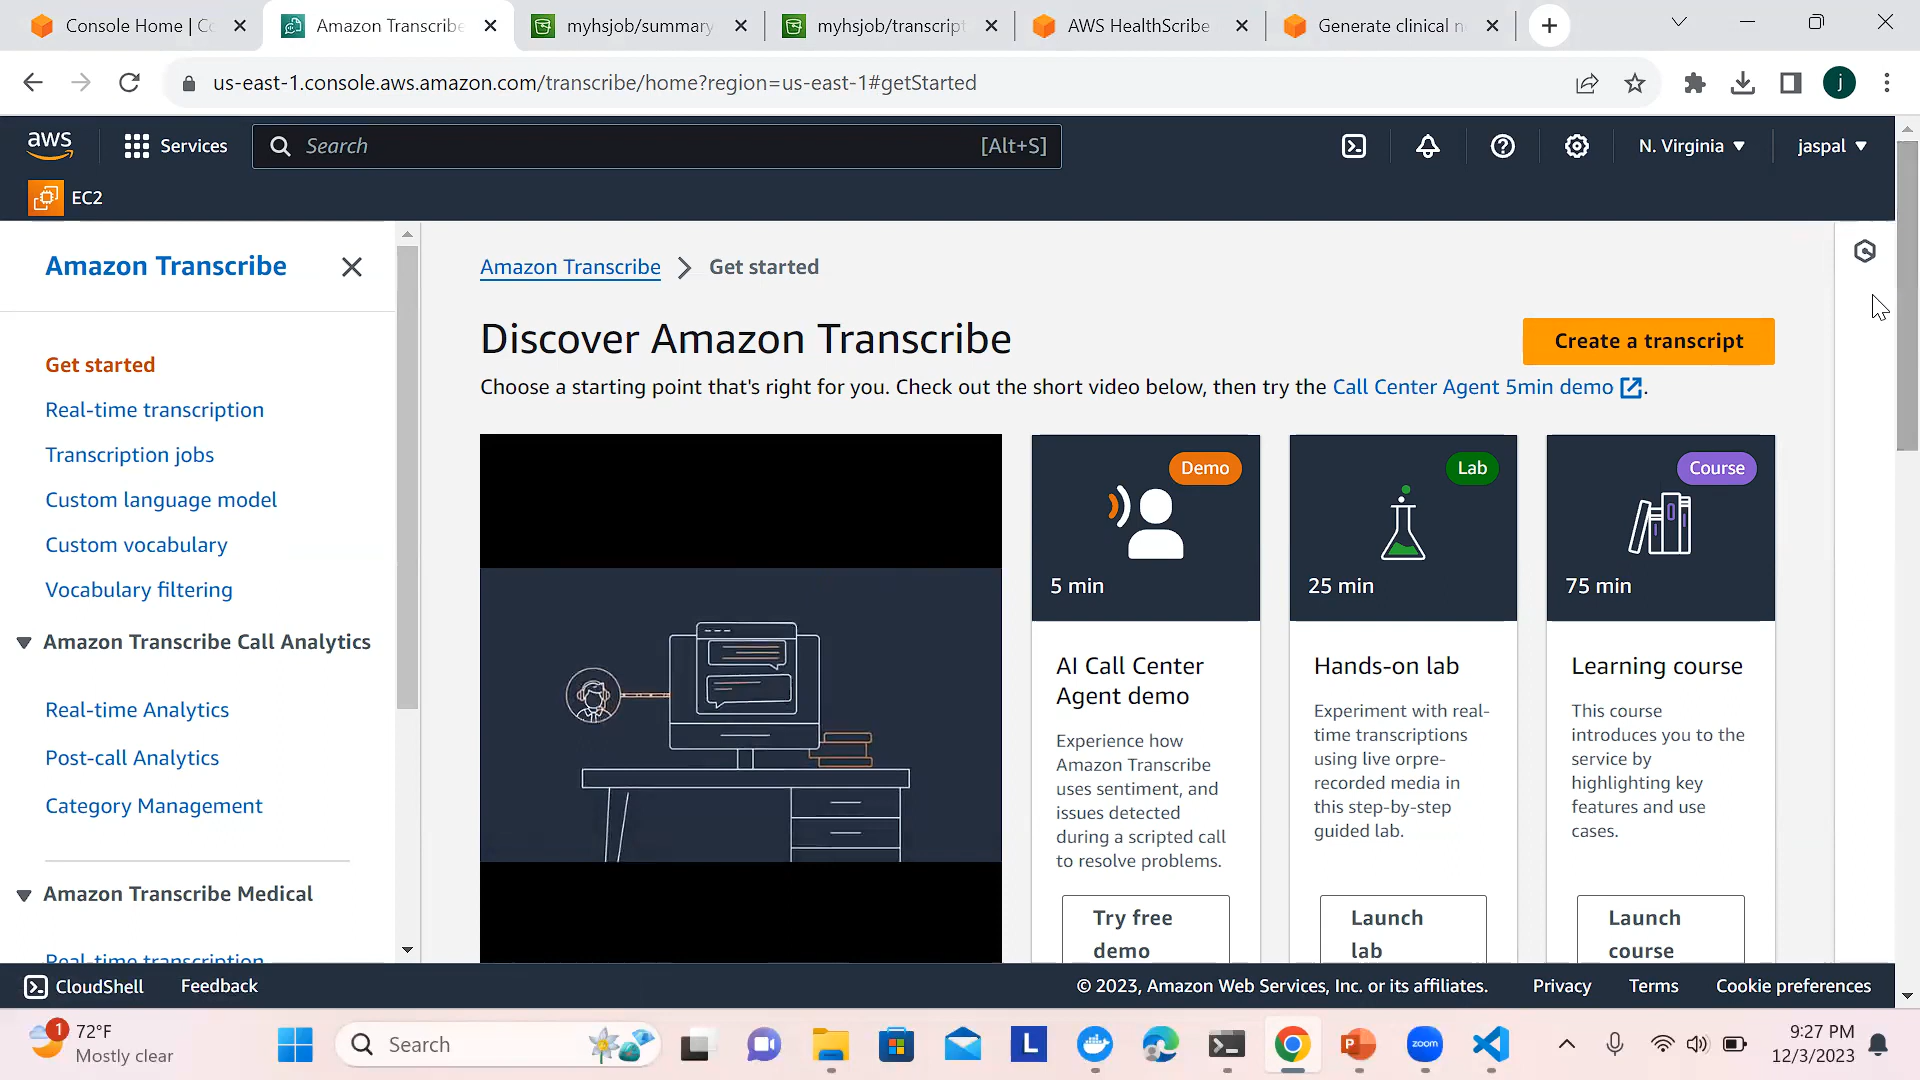 Console Home | Co
Amazon Transcribe
myhsjob/summary
myhsjob/transcript
AWS HealthScribe
Generate clinical n
us-east-1.console.aws.amazon.com/transcribe/home?region=us-east-1#getStarted
j
aws
Services
Search
[Alt+S]
N. Virginia
jaspal
EC2
Amazon Transcribe
Get started
Real-time transcription
Transcription jobs
Custom language model
Custom vocabulary
Vocabulary filtering
Amazon Transcribe Call Analytics
Real-time Analytics
Post-call Analytics
Category Management
Amazon Transcribe Medical
Real-time transcription
Amazon Transcribe
Get started
Discover Amazon Transcribe
Create a transcript
Choose a starting point that's right for you. Check out the short video below, then try the Call Center Agent 5min demo.
Demo
5 min
AI Call Center
Agent demo
Experience how
Amazon Transcribe
uses sentiment, and
issues detected
during a scripted call
to resolve problems.
Try free
demo
Lab
25 min
Hands-on lab
Experiment with real-
time transcriptions
using live orpre-
recorded media in
this step-by-step
guided lab.
Launch
lab
Course
75 min
Learning course
This course
introduces you to the
service by
highlighting key
features and use
cases.
Launch
course
CloudShell
Feedback
© 2023, Amazon Web Services, Inc. or its affiliates.
Privacy
Terms
Cookie preferences
1
72°F
Mostly clear
Search
L
P
zoom
9:27 PM
12/3/2023